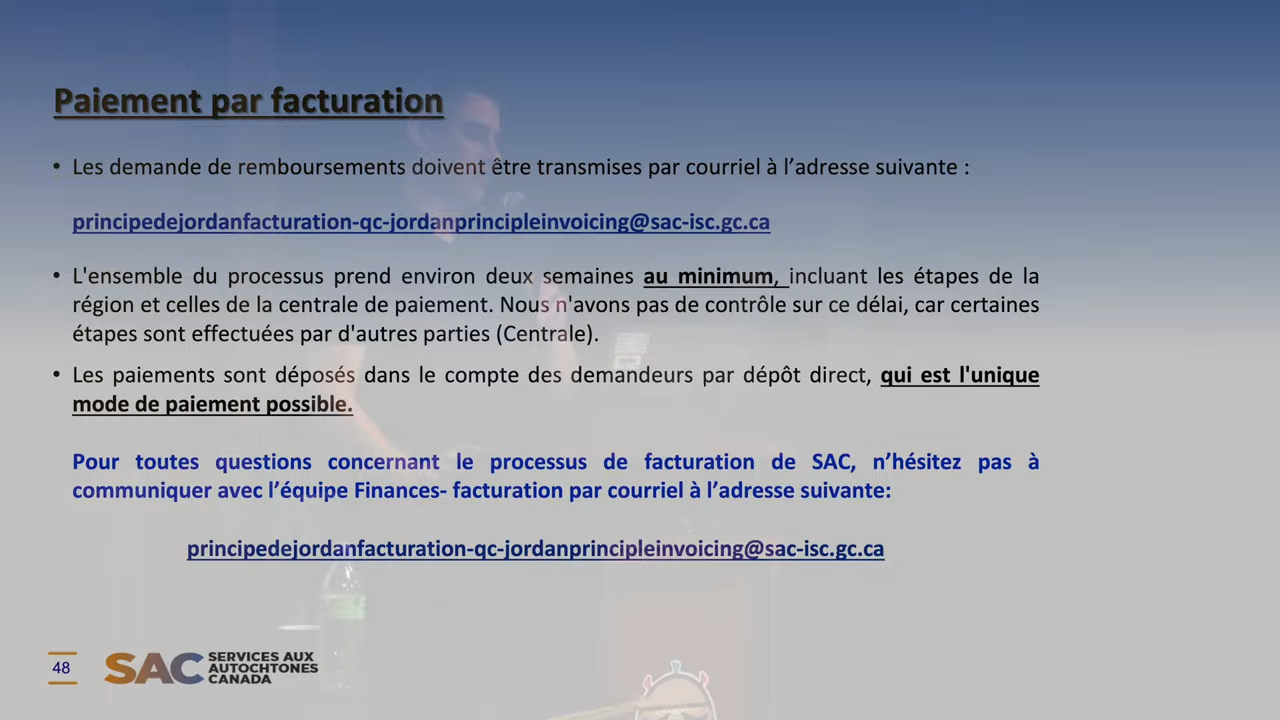 Paiement par facturation
• Les demande de remboursements doivent être transmises par courriel à l’adresse suivante :
principedejordanfacturation-qc-jordanprincipleinvoicing@sac-isc.gc.ca
• L'ensemble du processus prend environ deux semaines au minimum, incluant les étapes de la
région et celles de la centrale de paiement. Nous n'avons pas de contrôle sur ce délai, car certaines
étapes sont effectuées par d'autres parties (Centrale).
• Les paiements sont déposés dans le compte des demandeurs par dépôt direct, qui est l'unique
mode de paiement possible.
Pour toutes questions concernant le processus de facturation de SAC, n’hésitez pas à
communiquer avec l’équipe Finances- facturation par courriel à l’adresse suivante:
principedejordanfacturation-qc-jordanprincipleinvoicing@sac-isc.gc.ca
48
SAC
SERVICES AUX
AUTOCHTONES
CANADA